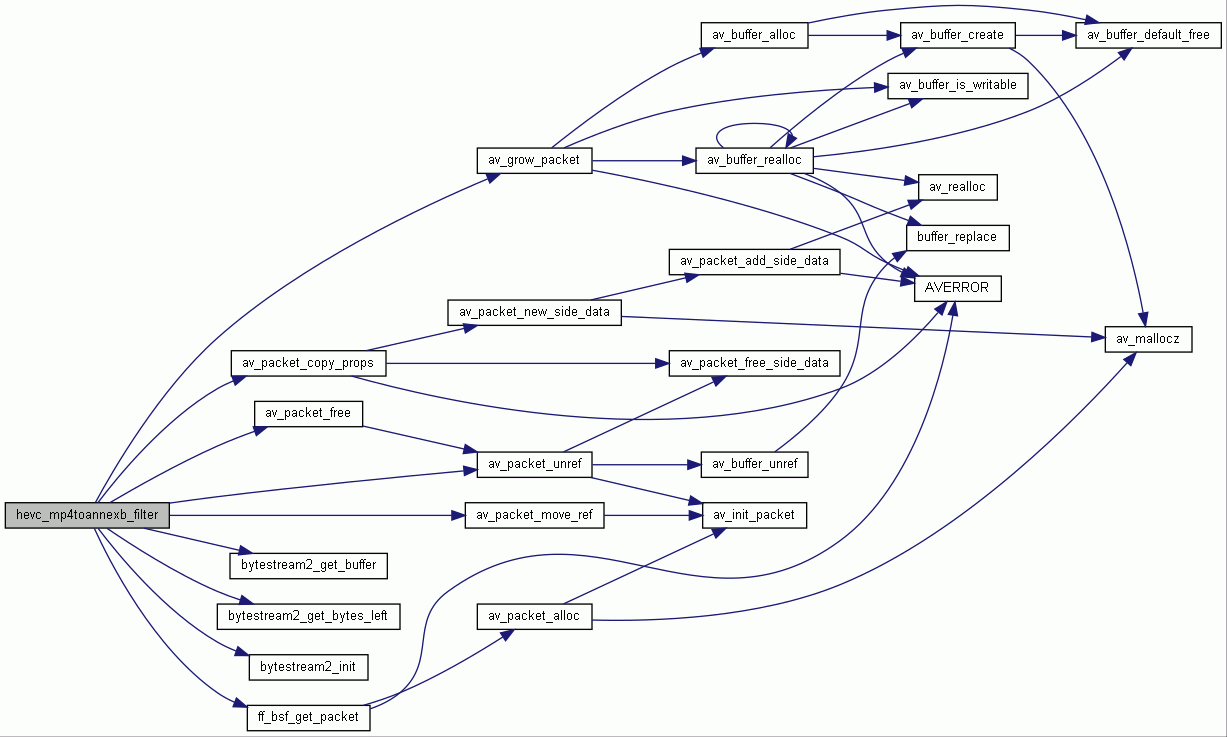 av_buffer_alloc
av_buffer_create
av_buffer_default_free
av_buffer_is_writable
av_grow_packet
av_buffer_realloc
av_realloc
buffer_replace
av_packet_add_side_data
AVERROR
av_packet_new_side_data
av_mallocz
av_packet_copy_props
av_packet_free_side_data
av_packet_free
av_packet_unref
av_buffer_unref
hevc_mp4toannexb_filter
av_packet_move_ref
av_init_packet
bytestream2_get_buffer
bytestream2_get_bytes_left
av_packet_alloc
bytestream2_init
ff_bsf_get_packet